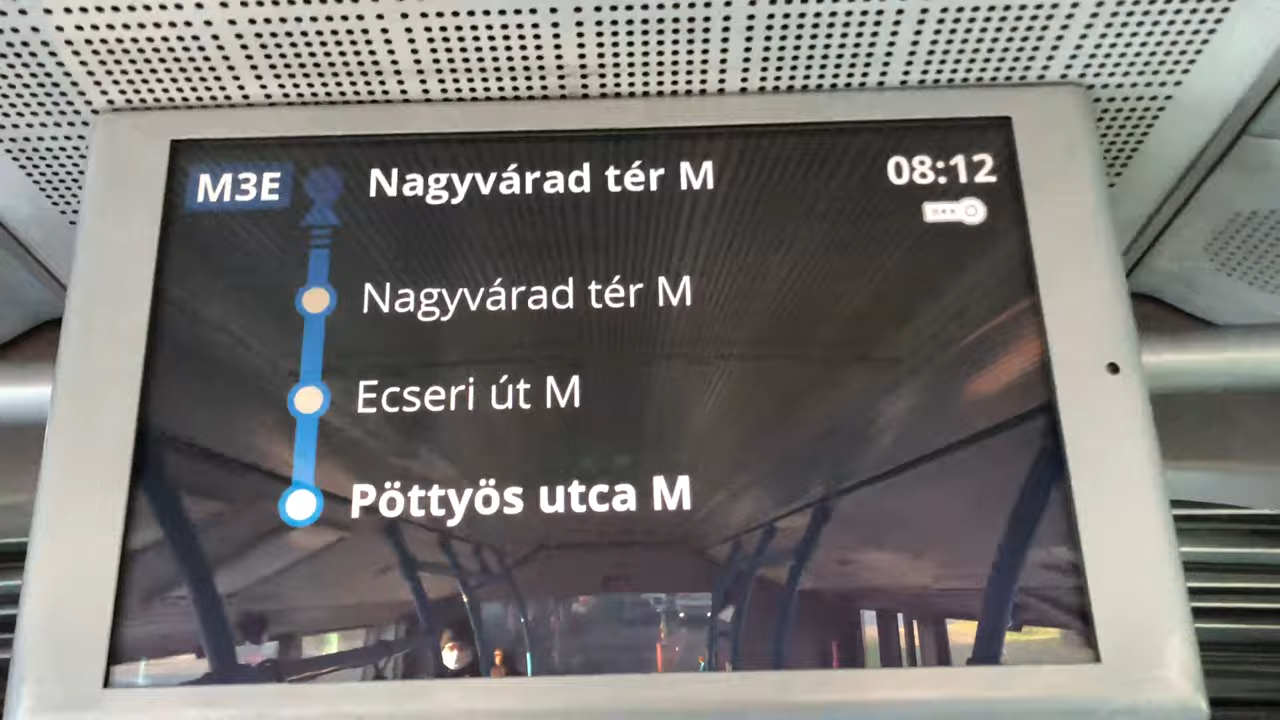 M3E Nagyvárad tér M 08:12
Nagyvárad tér M
Ecseri út M
Pöttyös utca M